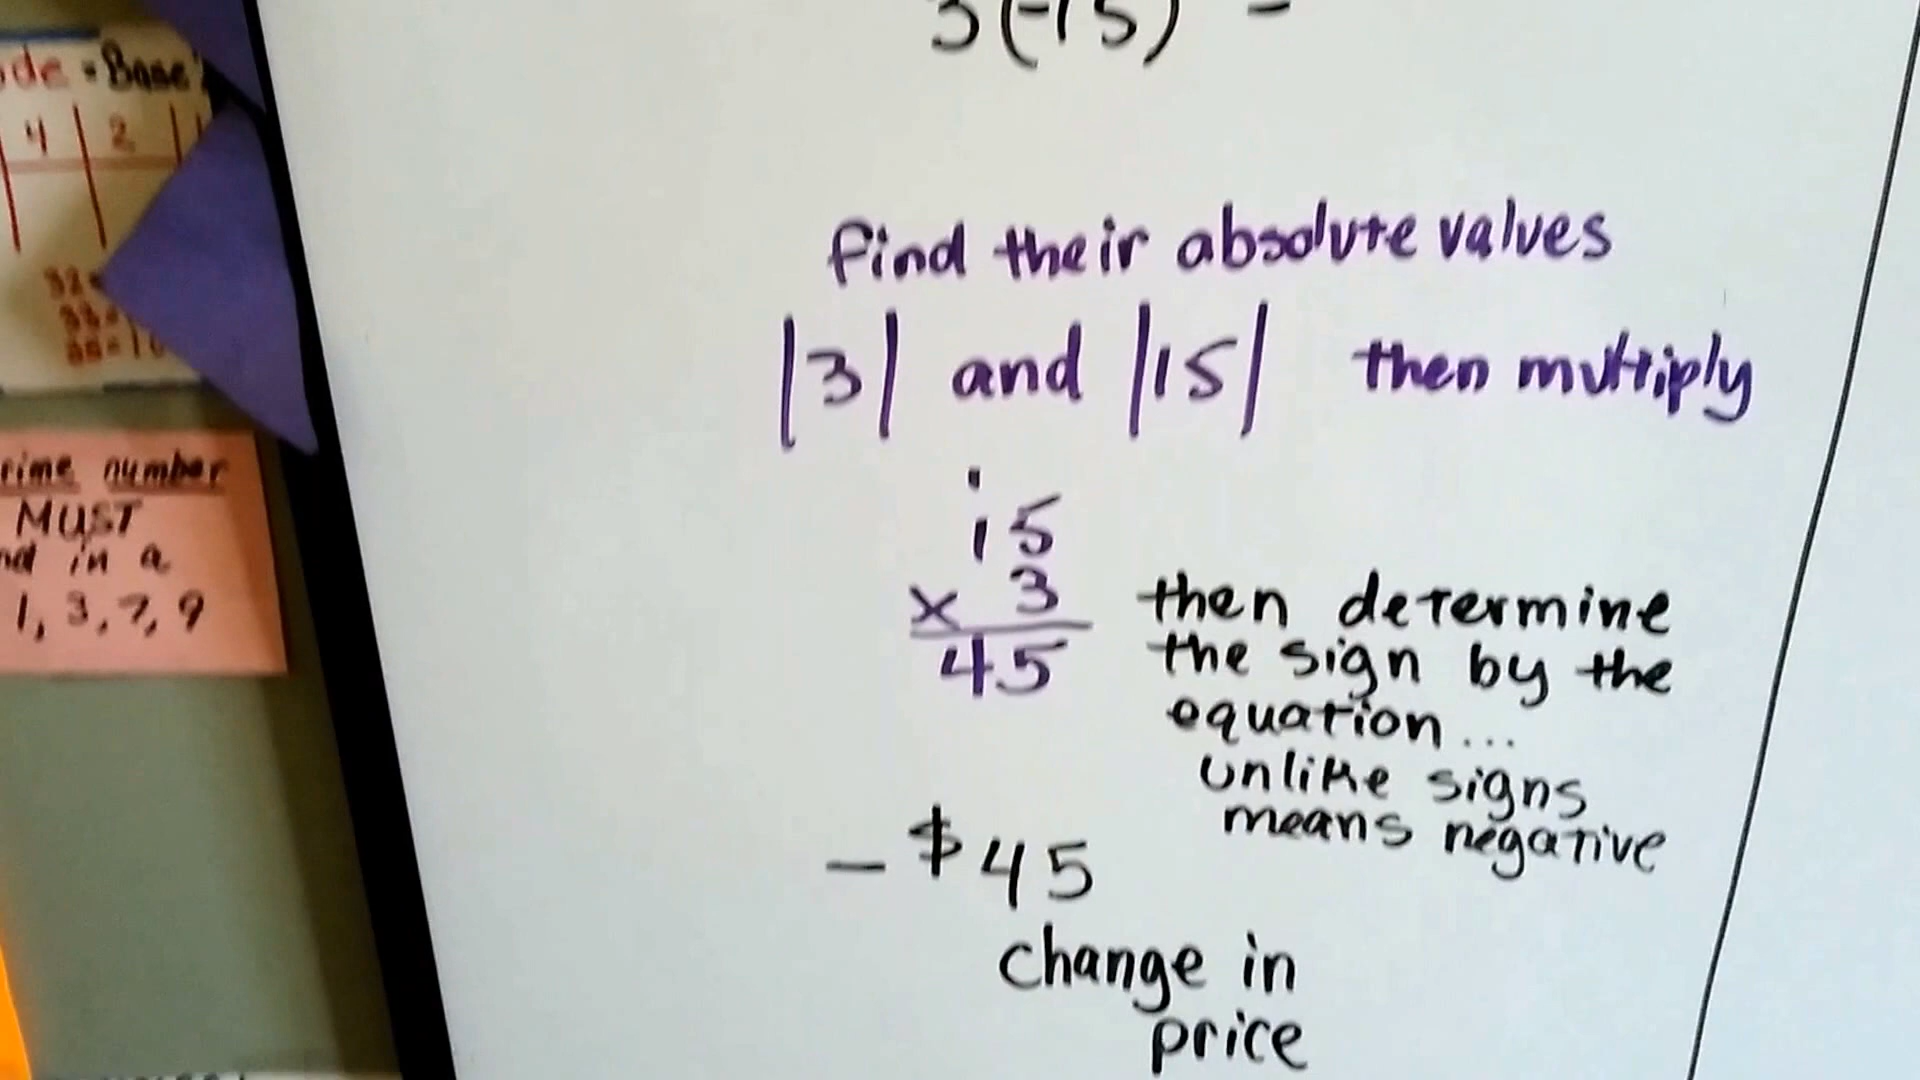 3(-15) =
find their absolute values
|3| and |15| then multiply
1
15
x 3
45
then determine
the sign by the
equation...
unlike signs
means negative
-$45
change in
price
= Base
4 2
number
MUST
in a
1, 3, 7, 9